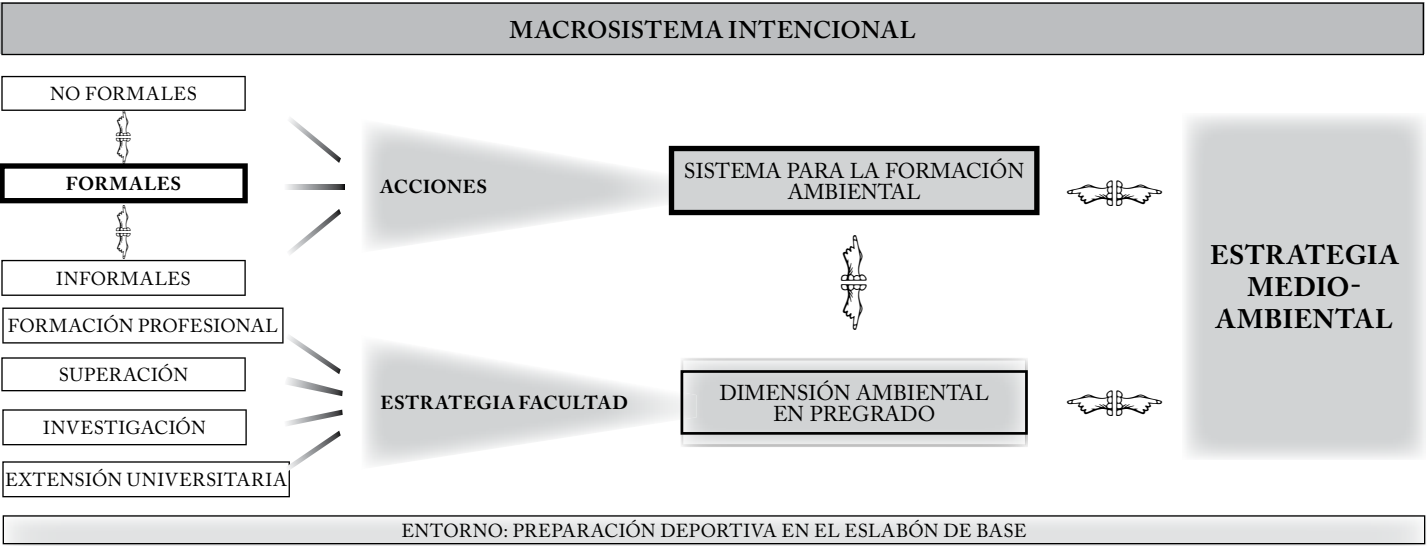 MACROSISTEMA INTENCIONAL
NO FORMALES
FORMALES
INFORMALES
ACCIONES
SISTEMA PARA LA FORMACIÓN
AMBIENTAL
FORMACIÓN PROFESIONAL
SUPERACIÓN
INVESTIGACIÓN
EXTENSIÓN UNIVERSITARIA
ESTRATEGIA FACULTAD
DIMENSIÓN AMBIENTAL
EN PREGRADO
ESTRATEGIA
MEDIO-
AMBIENTAL
ENTORNO: PREPARACIÓN DEPORTIVA EN EL ESLABÓN DE BASE